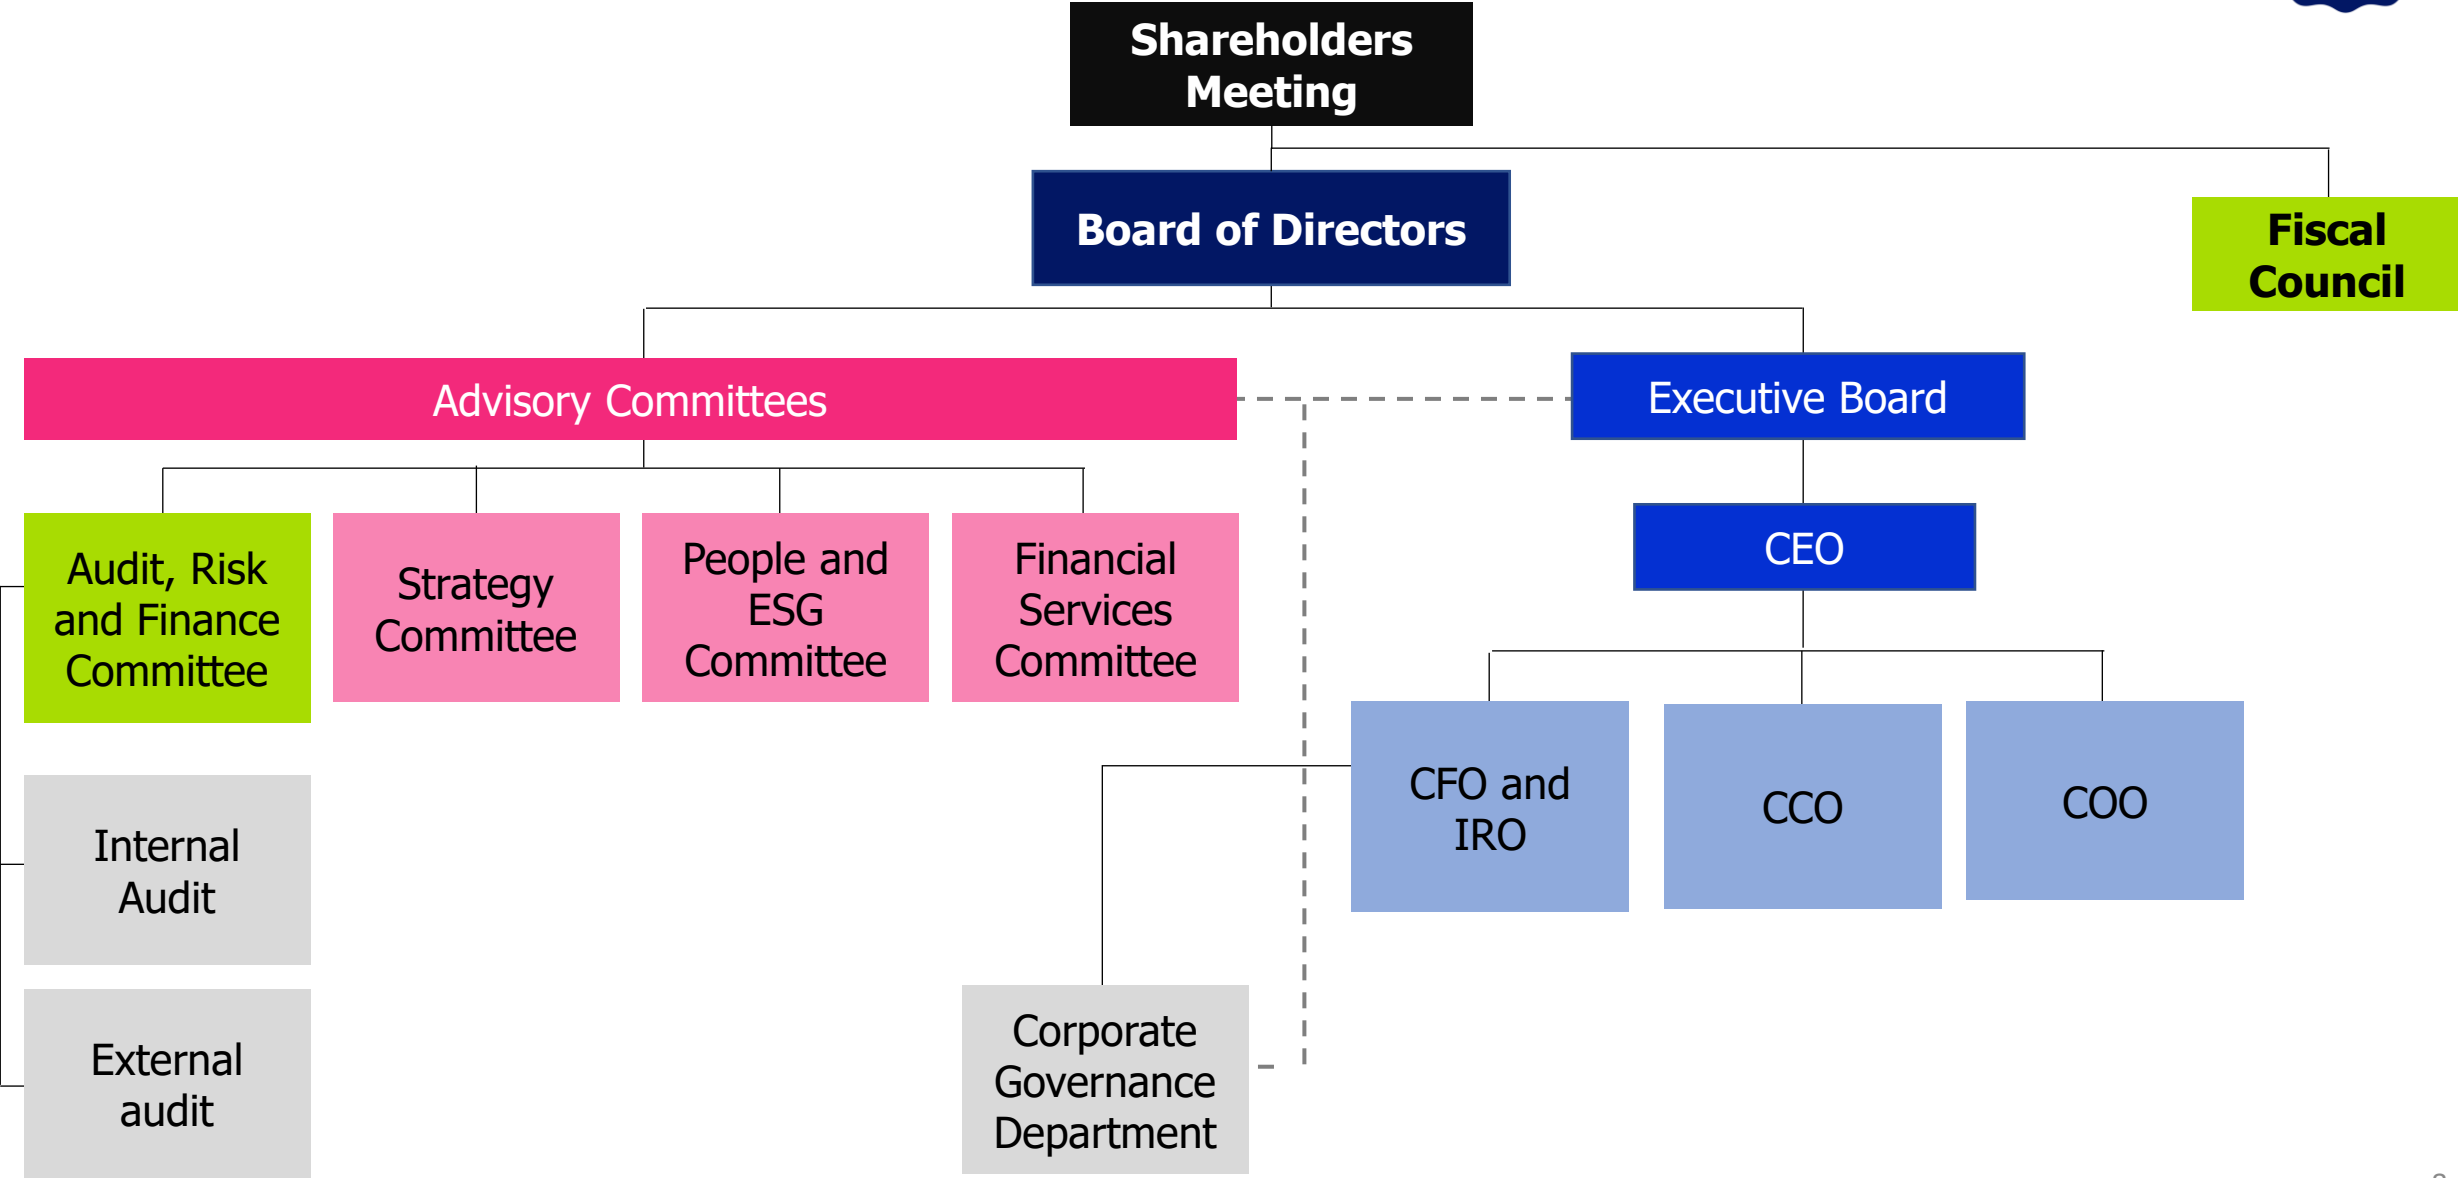 Shareholders
Meeting
Board of Directors
Fiscal
Council
Advisory Committees
Executive Board
CEO
Audit, Risk
and Finance
Committee
Strategy
Committee
People and
ESG
Committee
Financial
Services
Committee
CFO and
IRO
CCO
COO
Internal
Audit
External
audit
Corporate
Governance
Department